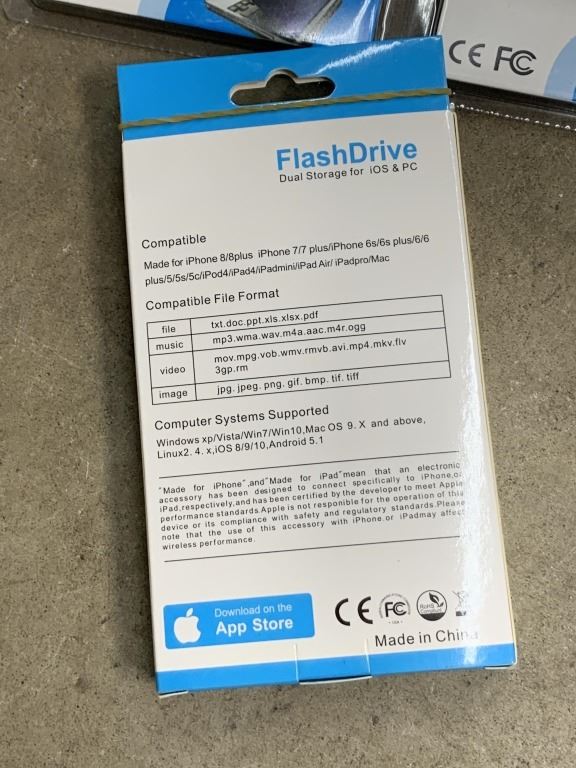 CE FC
FlashDrive
Dual Storage for iOS & PC
Compatible
Made for iPhone 8/8plus iPhone 7/7 plus/iPhone 6s/6s plus/6/6
plus/5/5s/5c/iPod4/iPad4/iPadmini/iPad Air/ iPadpro/Mac
Compatible File Format
file txt.doc.ppt.xls.xlsx.pdf
music mp3.wma.wav.m4a.aac.m4r.ogg
video mov.mpg.vob.wmv.rmvb.avi.mp4.mkv.flv
3gp.rm
image jpg. jpeg. png. gif. bmp. tif. tiff
Computer Systems Supported
Windows xp/Vista/Win7/Win10,Mac OS 9. X and above,
Linux2. 4. x,iOS 8/9/10,Android 5.1
"Made for iPhone",and"Made for iPad"mean that an electronic
accessory has been designed to connect specifically to iPhone,or
iPad,respectively,and has been certified by the developer to meet Apple
performance standards.Apple is not responsible for the operation of this
device or its compliance with safety and regulatory standards.Please
note that the use of this accessory with iPhone.or iPadmay affect
wireless performance.
Download on the
App Store
CE FC RoHS
Compliant
Made in China